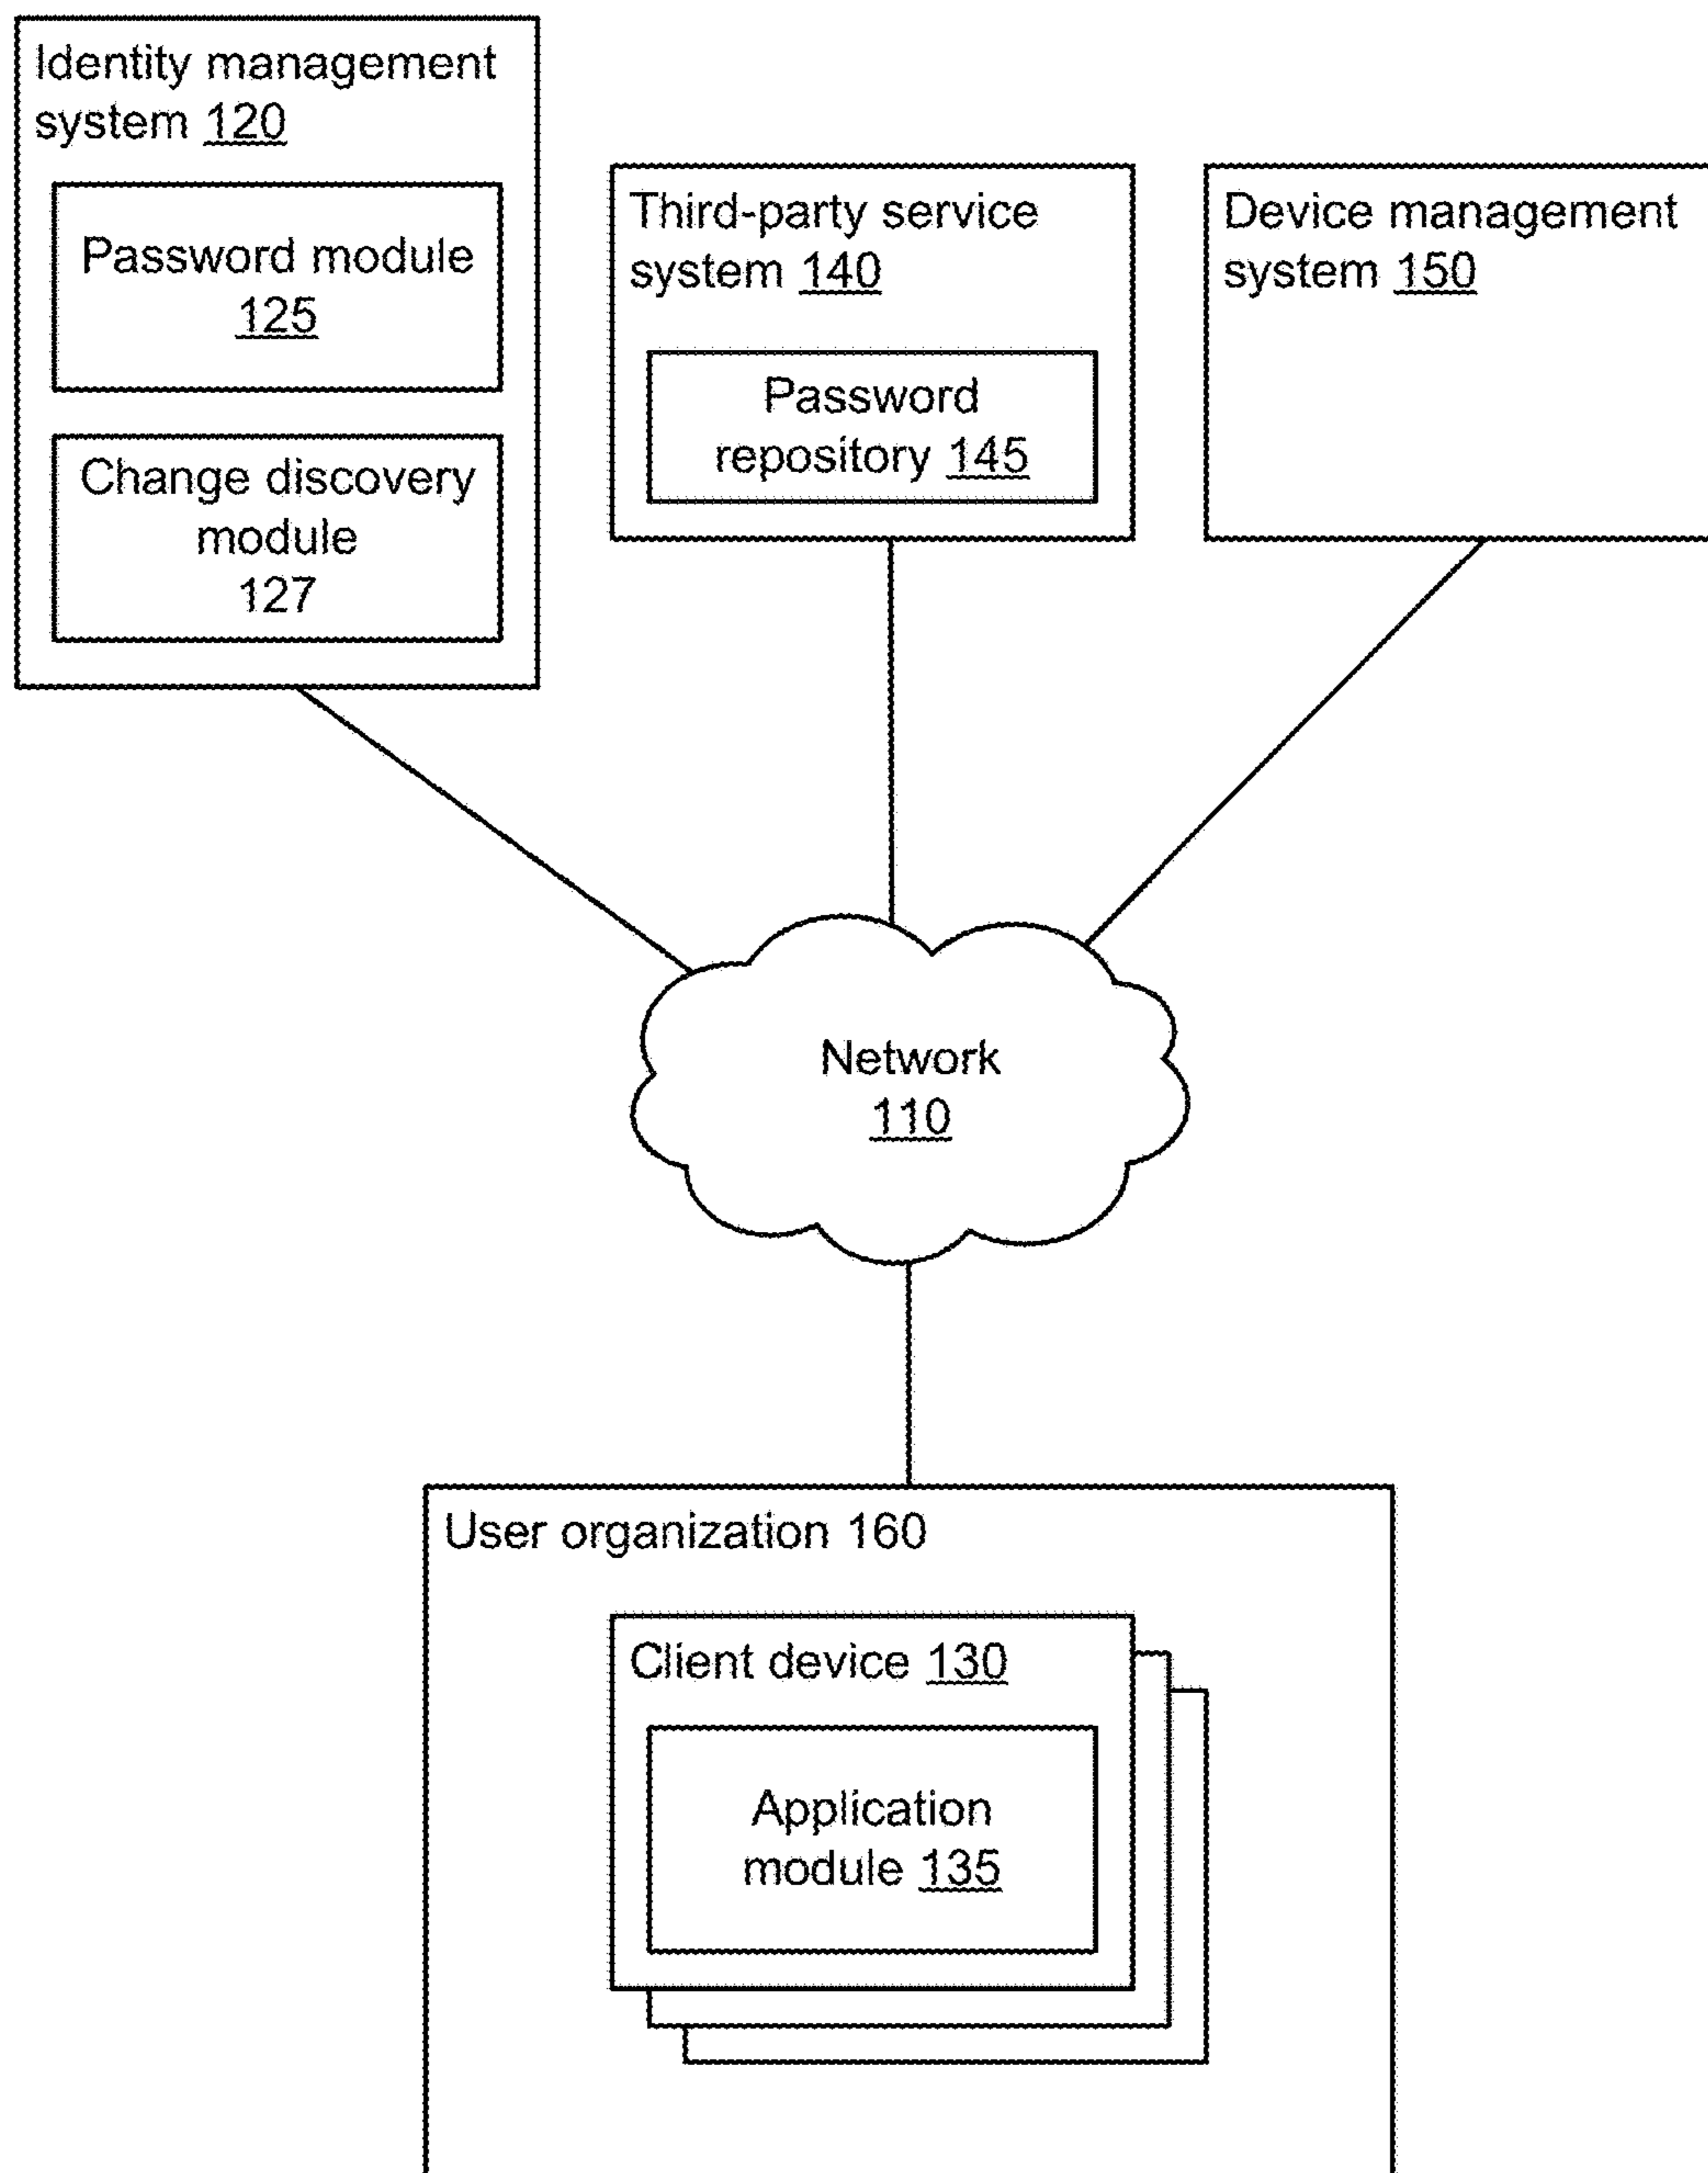 Identity management
system 120
Password module
125
Change discovery
module
127
Third-party service
system 140
Password
repository 145
Device management
system 150
Network
110
User organization 160
Client device 130
Application
module 135